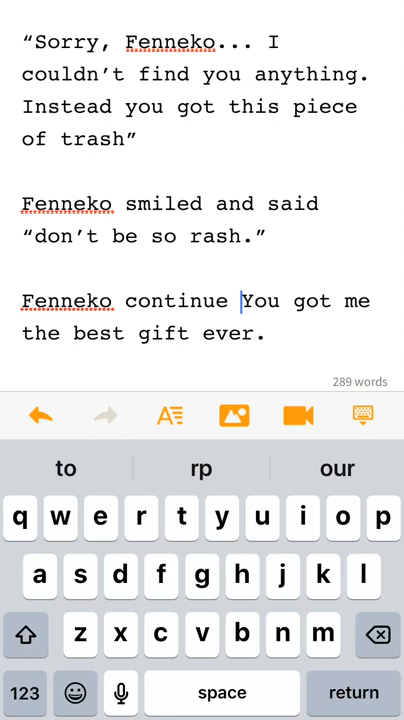 “Sorry, Fenneko... I
couldn’t find you anything.
Instead you got this piece
of trash”
Fenneko smiled and said
“don’t be so rash.”
Fenneko continue You got me
the best gift ever.
289 words
to rp our
q w e r t y u i o p
a s d f g h j k l
z x c v b n m
123 space return